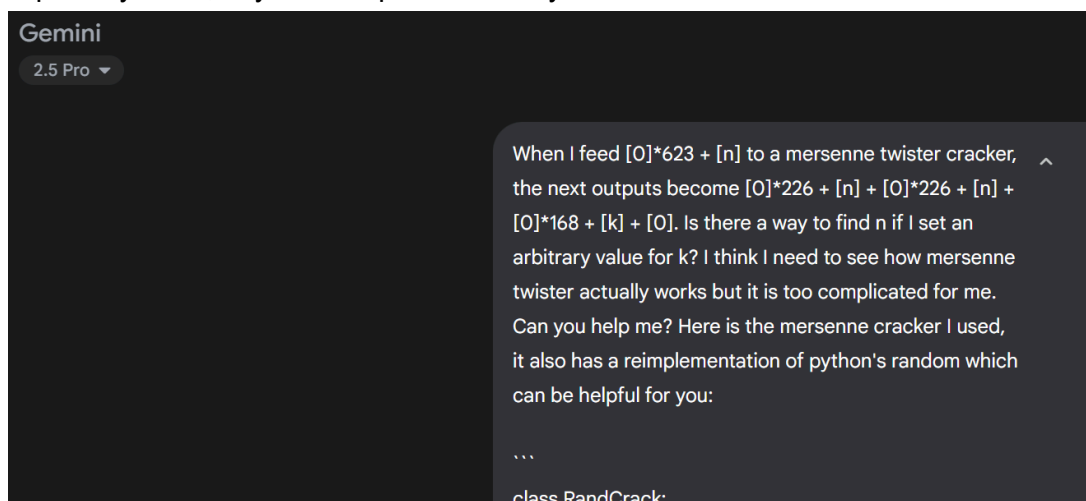 Gemini
2.5 Pro
When I feed [0]*623 + [n] to a mersenne twister cracker,
the next outputs become [0]*226 + [n] + [0]*226 + [n] +
[0]*168 + [k] + [0]. Is there a way to find n if I set an
arbitrary value for k? I think I need to see how mersenne
twister actually works but it is too complicated for me.
Can you help me? Here is the mersenne cracker I used,
it also has a reimplementation of python's random which
can be helpful for you:
```
class RandCrack: